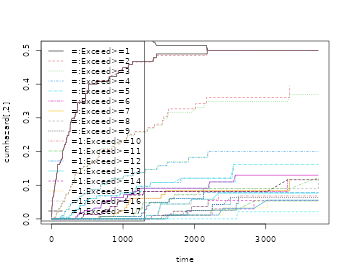 =:Exceed>=1
=:Exceed>=2
=:Exceed>=3
=:Exceed>=4
=:Exceed>=5
=:Exceed>=6
=:Exceed>=7
=:Exceed>=8
=:Exceed>=9
=1:Exceed>=10
=1:Exceed>=11
=1:Exceed>=12
=1:Exceed>=13
=1:Exceed>=14
=1:Exceed>=15
=1:Exceed>=16
=1:Exceed>=17
cumhazard[,2]
0.5
0.4
0.3
0.2
0.1
0.0
0
1000
2000
3000
time